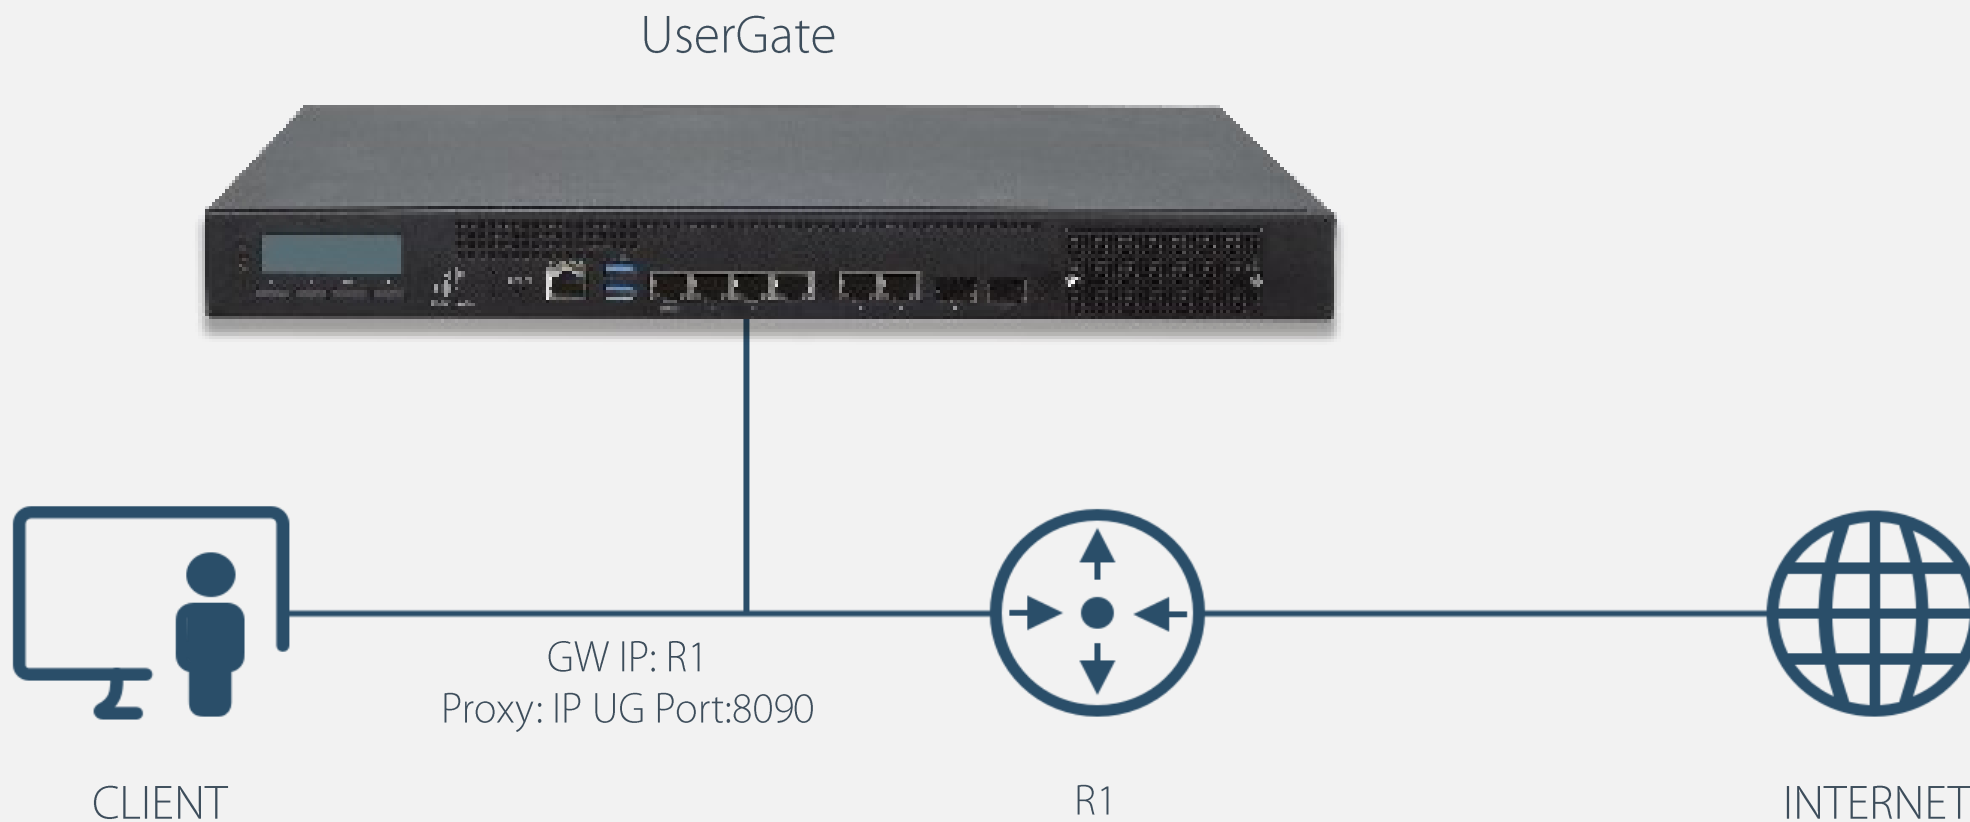 UserGate
GW IP: R1
Proxy: IP UG Port:8090
CLIENT
R1
INTERNET